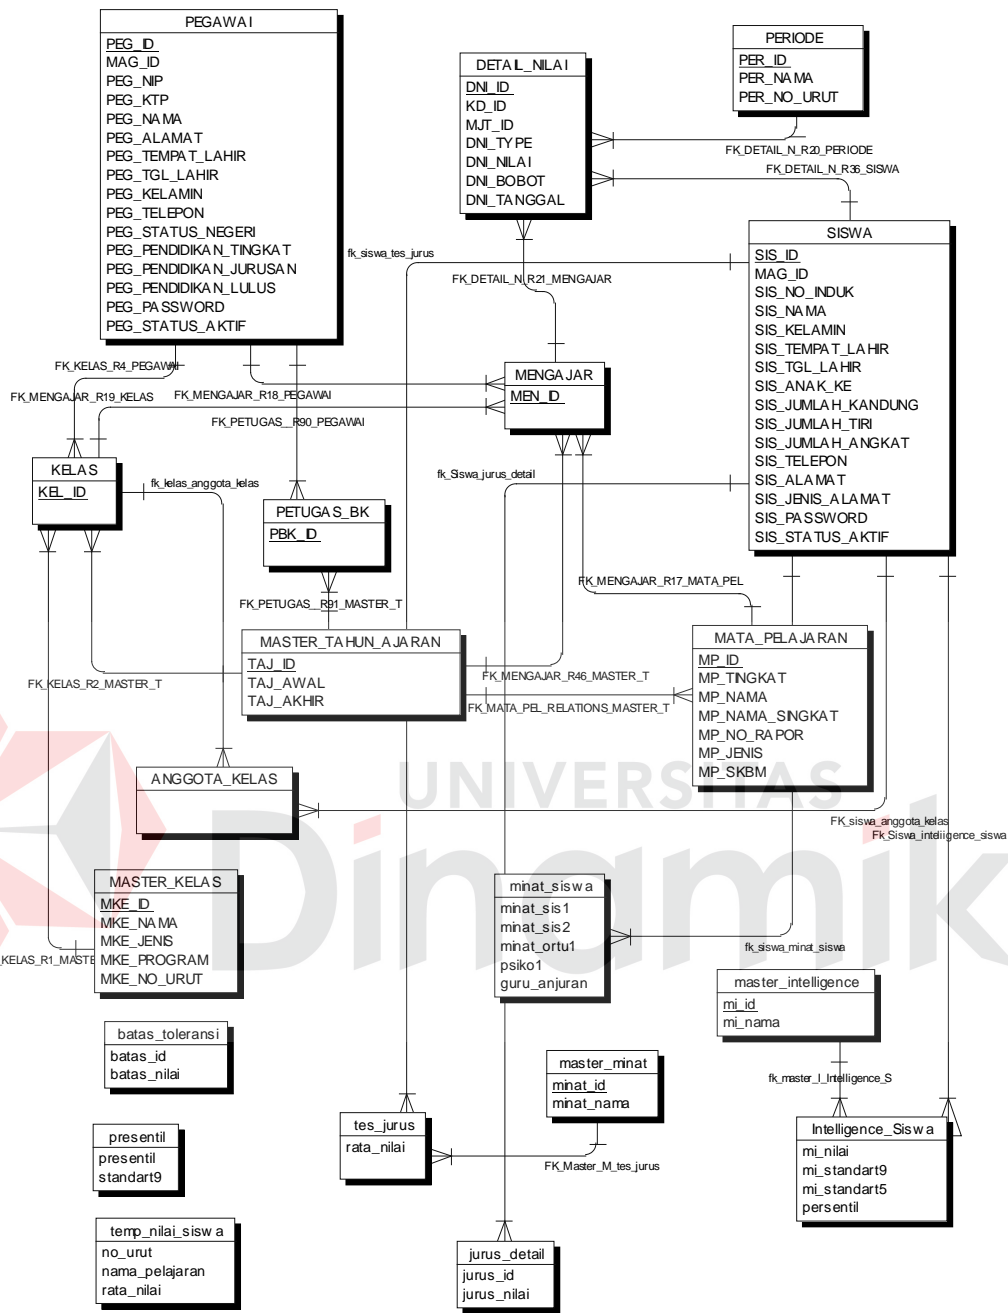 PEGAWAI
PEG_ID
MAG_ID
PEG_NIP
PEG_KTP
PEG_NAMA
PEG_ALAMAT
PEG_TEMPAT_LAHIR
PEG_TGL_LAHIR
PEG_KELAMIN
PEG_TELEPON
PEG_STATUS_NEGERI
PEG_PENDIDIKAN_TINGKAT
PEG_PENDIDIKAN_JURUSAN
PEG_PENDIDIKAN_LULUS
PEG_PASSWORD
PEG_STATUS_AKTIF
DETAIL_NILAI
DNI_ID
KD_ID
MJT_ID
DNI_TYPE
DNI_NILAI
DNI_BOBOT
DNI_TANGGAL
PERIODE
PER_ID
PER_NAMA
PER_NO_URUT
FK_DETAIL_N_R20_PERIODE
FK_DETAIL_N_R36_SISWA
SISWA
SIS_ID
MAG_ID
SIS_NO_INDUK
SIS_NAMA
SIS_KELAMIN
SIS_TEMPAT_LAHIR
SIS_TGL_LAHIR
SIS_ANAK_KE
SIS_JUMLAH_KANDUNG
SIS_JUMLAH_TIRI
SIS_JUMLAH_ANGKAT
SIS_TELEPON
SIS_ALAMAT
SIS_JENIS_ALAMAT
SIS_PASSWORD
SIS_STATUS_AKTIF
fk_siswa_tes_jurus
FK_DETAIL_N_R21_MENGAJAR
FK_KELAS_R4_PEGAWAI
FK_MENGAJAR_R19_KELAS
FK_MENGAJAR_R18_PEGAWAI
FK_PETUGAS__R90_PEGAWAI
MENGAJAR
MEN_ID
KELAS
KEL_ID
fk_kelas_anggota_kelas
fk_Siswa_jurus_detail
PETUGAS_BK
PBK_ID
FK_MENGAJAR_R17_MATA_PEL
FK_PETUGAS__R91_MASTER_T
MASTER_TAHUN_AJARAN
TAJ_ID
TAJ_AWAL
TAJ_AKHIR
FK_KELAS_R2_MASTER_T
FK_MENGAJAR_R46_MASTER_T
FK_MATA_PEL_RELATIONS_MASTER_T
MATA_PELAJARAN
MP_ID
MP_TINGKAT
MP_NAMA
MP_NAMA_SINGKAT
MP_NO_RAPOR
MP_JENIS
MP_SKBM
ANGGOTA_KELAS
UNIVERSITAS
Dinamika
FK_siswa_anggota_kelas
Fk_Siswa_inteliigence_siswa
MASTER_KELAS
MKE_ID
MKE_NAMA
MKE_JENIS
MKE_PROGRAM
MKE_NO_URUT
minat_siswa
minat_sis1
minat_sis2
minat_ortu1
psiko1
guru_anjuran
fk_siswa_minat_siswa
master_intelligence
mi_id
mi_nama
batas_toleransi
batas_id
batas_nilai
master_minat
minat_id
minat_nama
fk_master_I_Intelligence_S
presentil
presentil
standart9
tes_jurus
rata_nilai
FK_Master_M_tes_jurus
Intelligence_Siswa
mi_nilai
mi_standart9
mi_standart5
persentil
temp_nilai_siswa
no_urut
nama_pelajaran
rata_nilai
jurus_detail
jurus_id
jurus_nilai